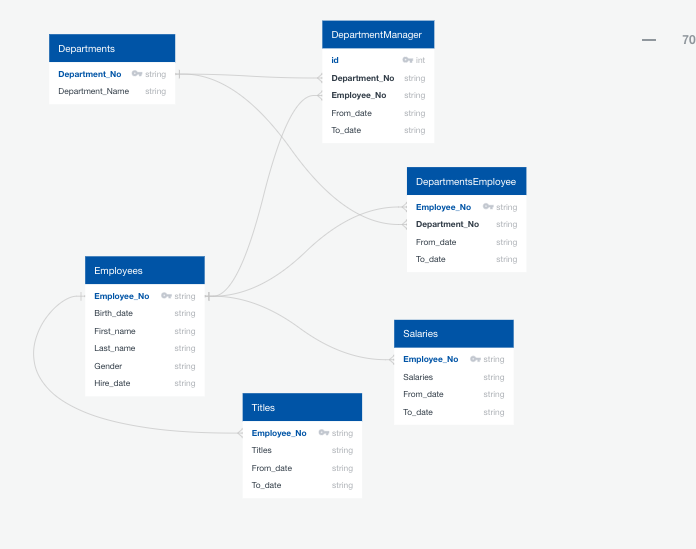 Departments
Department_No string
Department_Name string
DepartmentManager
id int
Department_No string
Employee_No string
From_date string
To_date string
70
DepartmentsEmployee
Employee_No string
Department_No string
From_date string
To_date string
Employees
Employee_No string
Birth_date string
First_name string
Last_name string
Gender string
Hire_date string
Salaries
Employee_No string
Salaries string
From_date string
To_date string
Titles
Employee_No string
Titles string
From_date string
To_date string